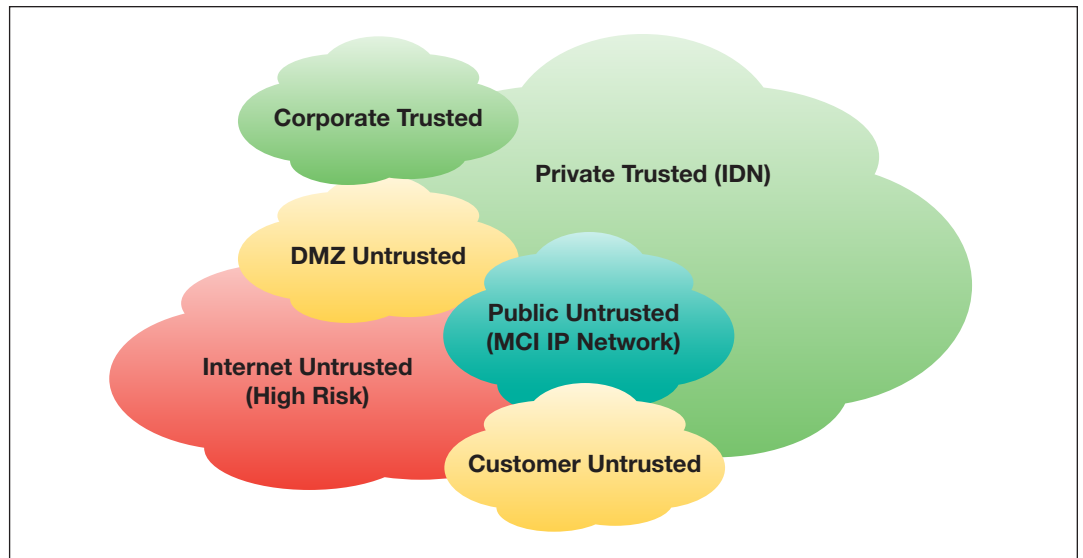 Corporate Trusted
Private Trusted (IDN)
DMZ Untrusted
Public Untrusted
(MCI IP Network)
Internet Untrusted
(High Risk)
Customer Untrusted